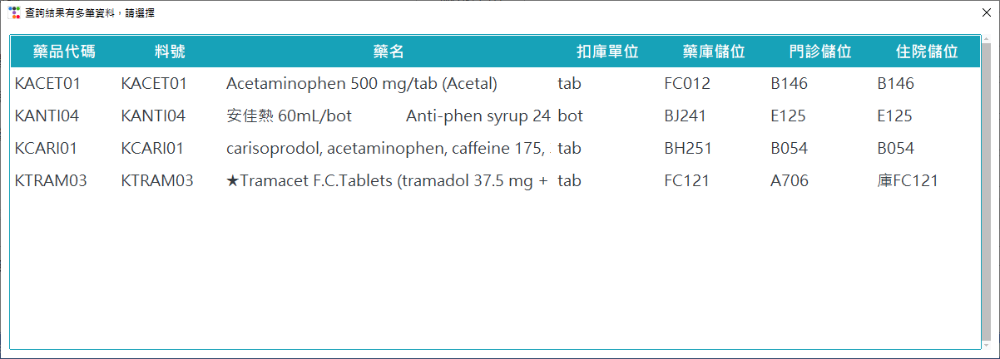 查詢結果有多筆資料，請選擇
藥品代碼 料號 藥名 扣庫單位 藥庫儲位 門診儲位 住院儲位
KACET01 KACET01 Acetaminophen 500 mg/tab (Acetal) tab FC012 B146 B146
KANTI04 KANTI04 安佳熱 60mL/bot Anti-phen syrup 24 bot BJ241 E125 E125
KCARI01 KCARI01 carisoprodol, acetaminophen, caffeine 175, tab BH251 B054 B054
KTRAM03 KTRAM03 ★Tramacet F.C.Tablets (tramadol 37.5 mg + tab FC121 A706 庫FC121